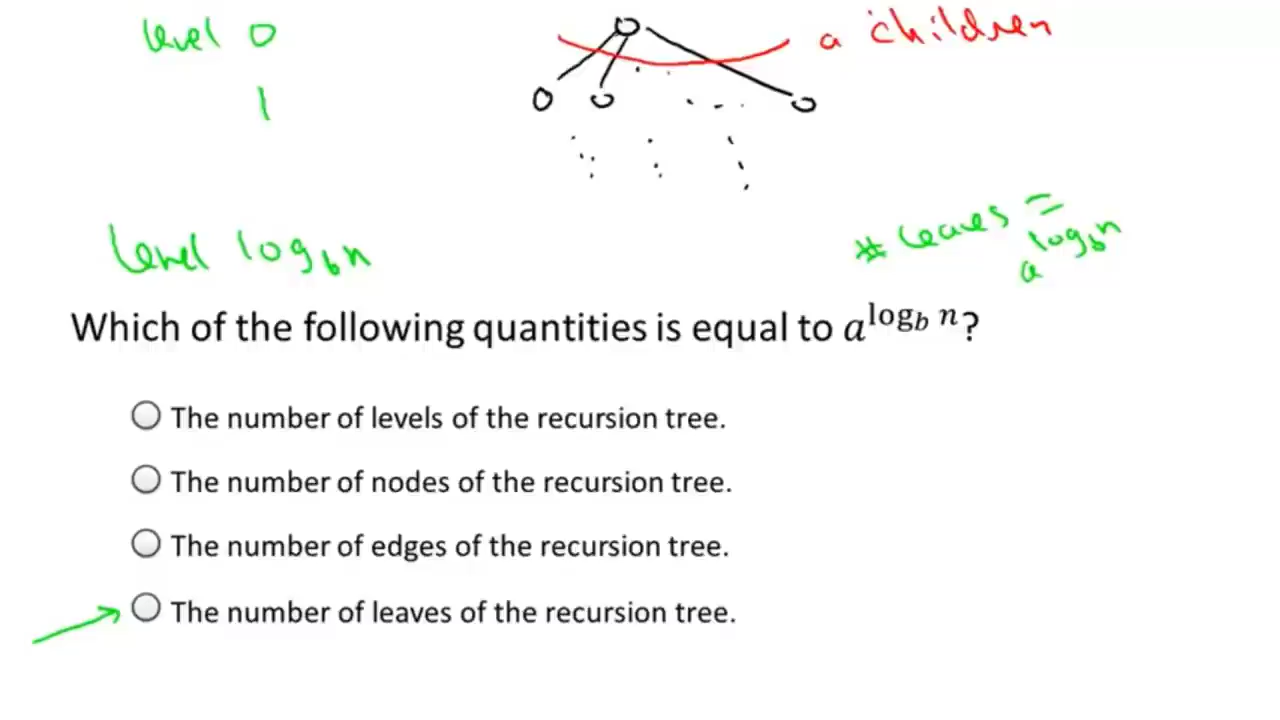 level 0
a children
1
level log_b n
# leaves = a^{log_b n}
Which of the following quantities is equal to a^{log_b n}?
The number of levels of the recursion tree.
The number of nodes of the recursion tree.
The number of edges of the recursion tree.
The number of leaves of the recursion tree.